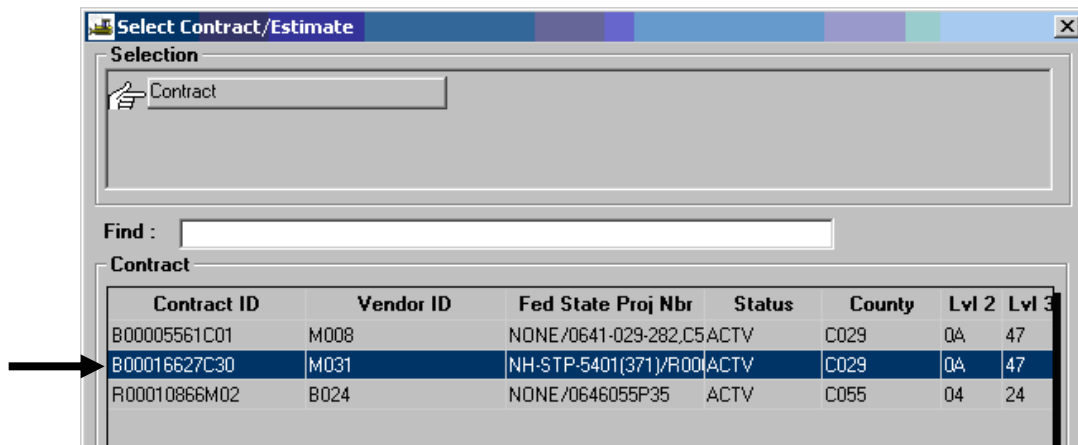 Select Contract/Estimate
Selection
Contract
Find :
Contract
Contract ID Vendor ID Fed State Proj Nbr Status County Lvl 2 Lvl 3
B00005561C01 M008 NONE/0641-029-282,C5 ACTV C029 0A 47
B00016627C30 M031 NH-STP-5401(371)/R00 ACTV C029 0A 47
R00010866M02 B024 NONE/0646055P35 ACTV C055 04 24